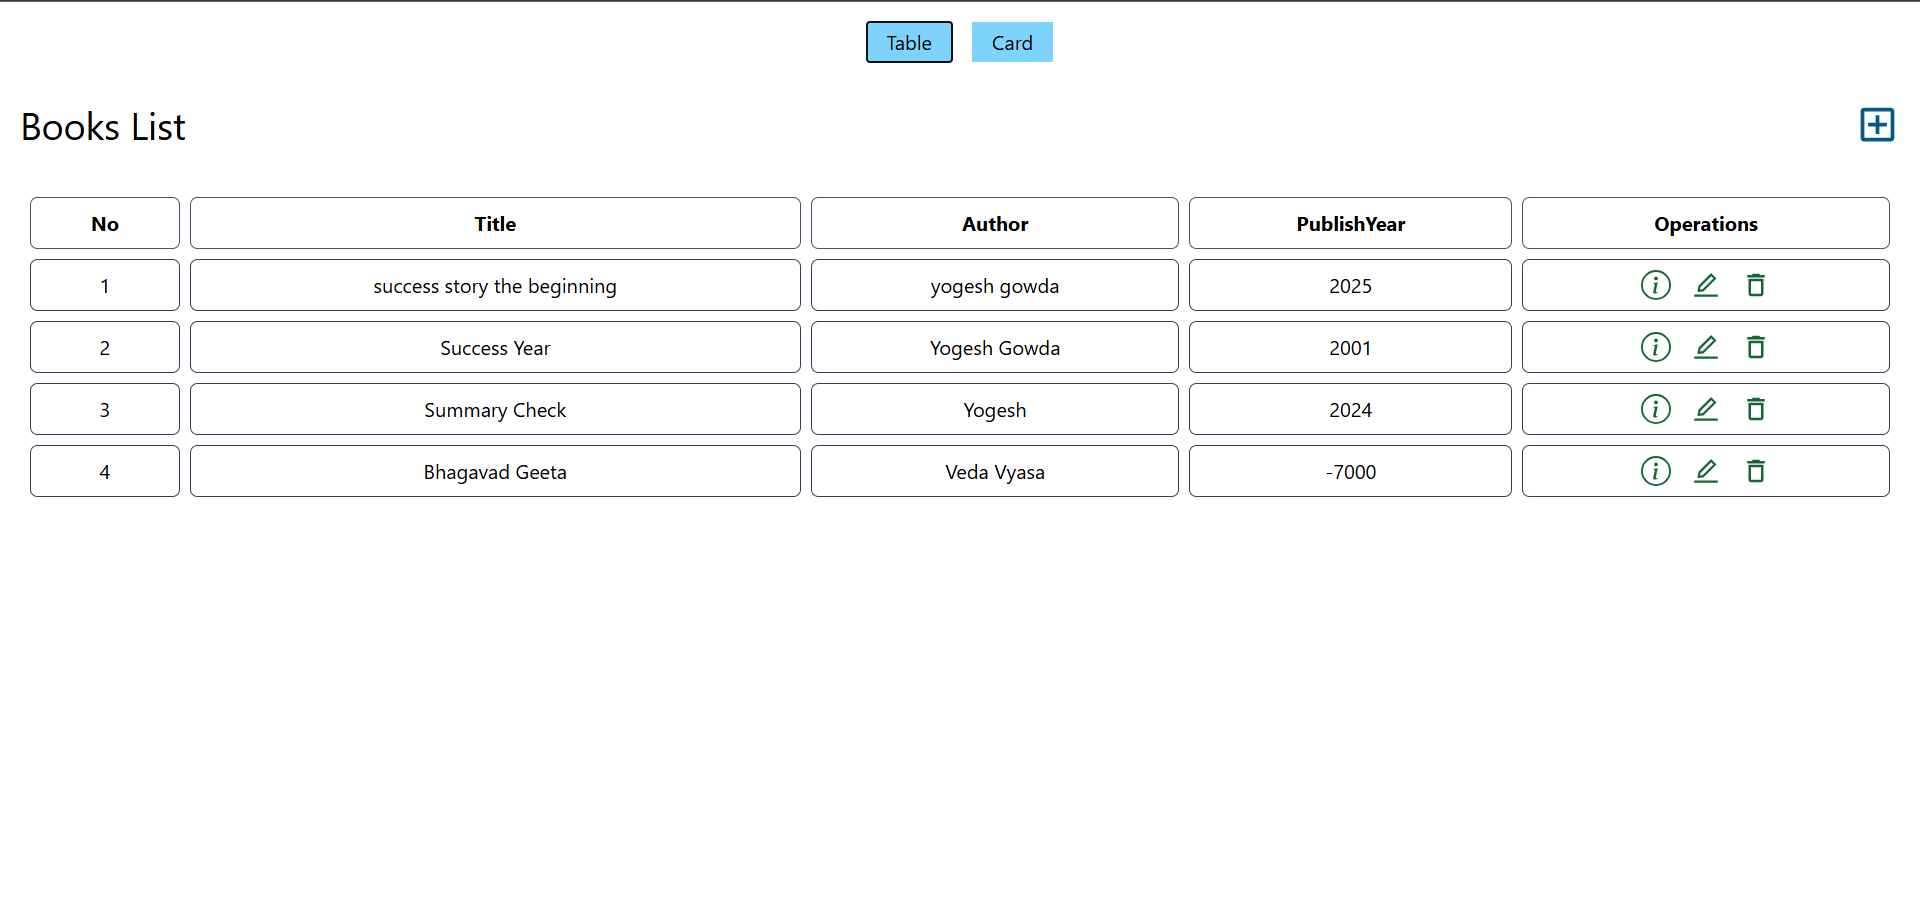 Table Card
Books List
No Title Author PublishYear Operations
1 success story the beginning yogesh gowda 2025
2 Success Year Yogesh Gowda 2001
3 Summary Check Yogesh 2024
4 Bhagavad Geeta Veda Vyasa -7000